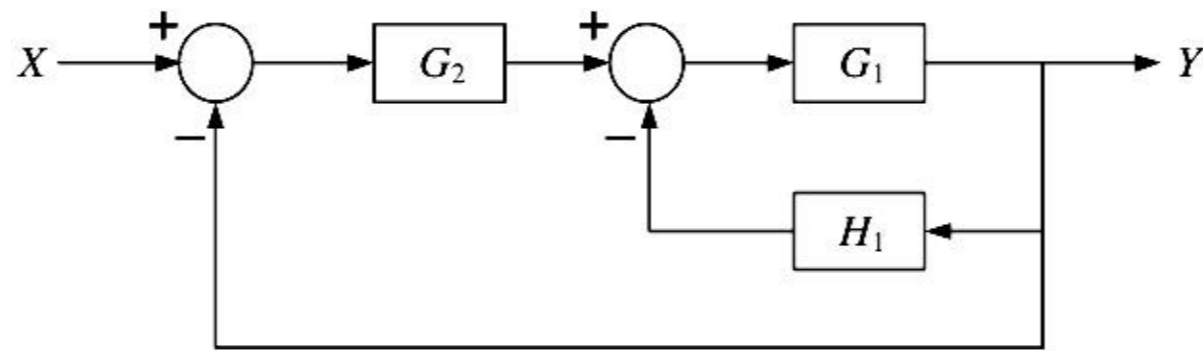 + +
X G₂ G₁ Y
− −
H₁